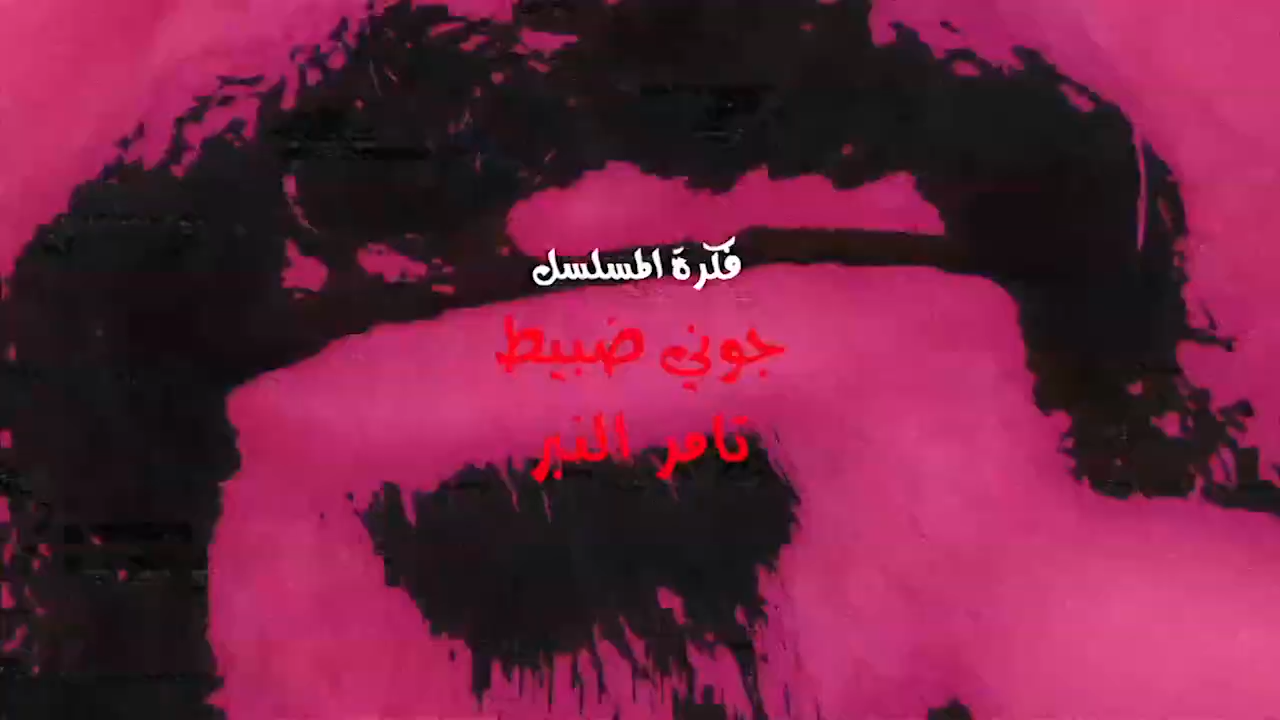 فكرة المسلسل
جوني ضبيط
تامر النبر